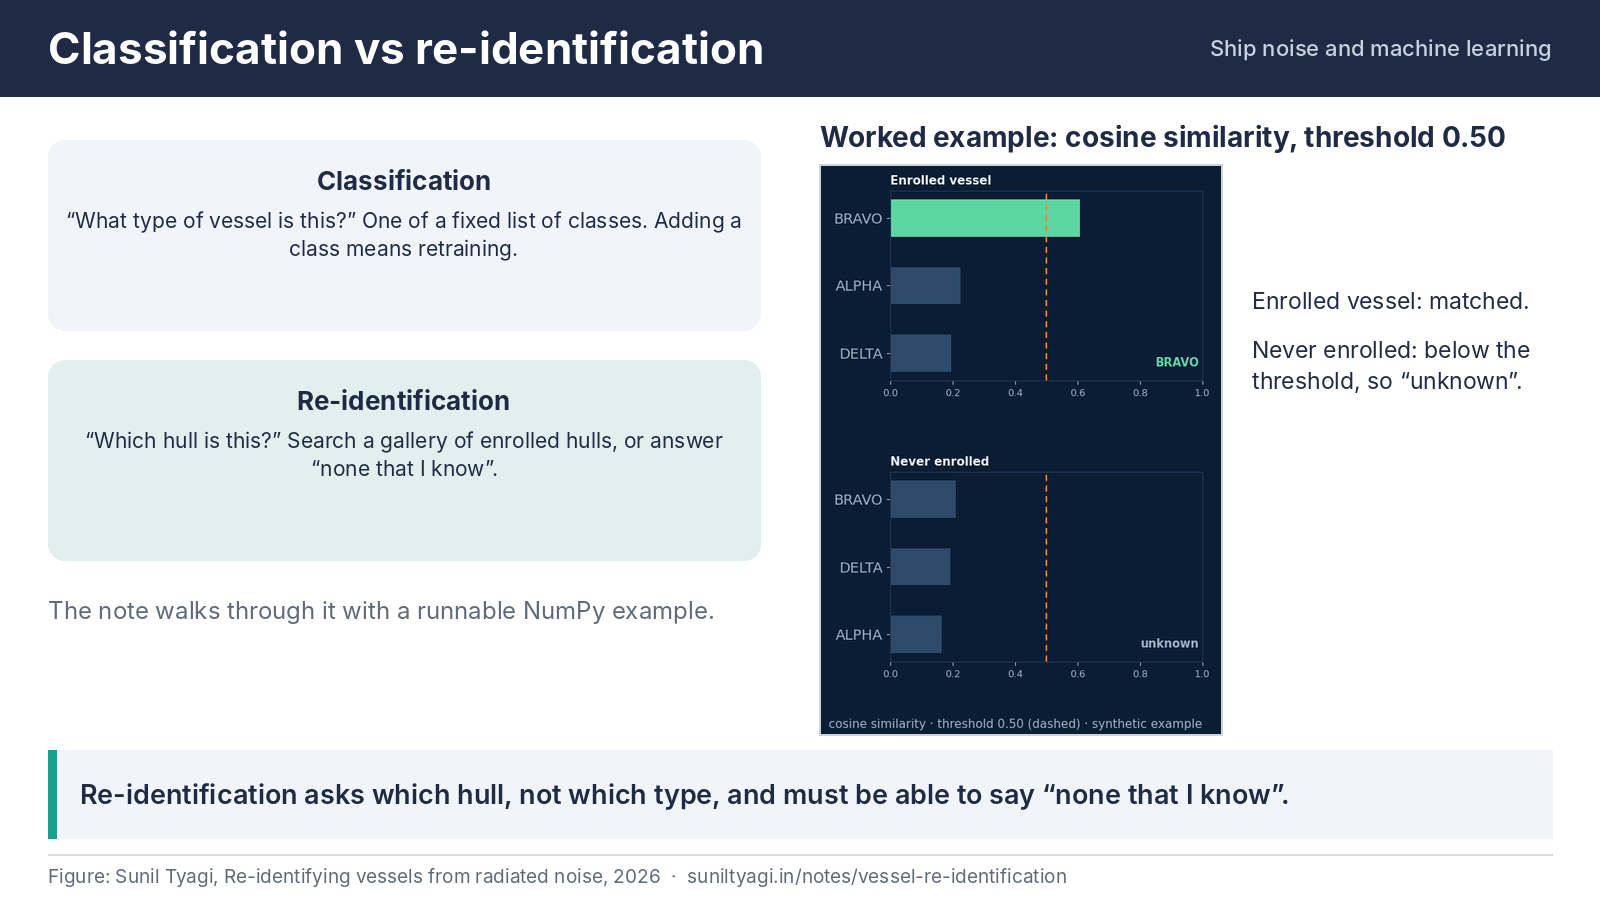 Classification vs re-identification
Ship noise and machine learning
Classification
“What type of vessel is this?” One of a fixed list of classes. Adding a
class means retraining.
Re-identification
“Which hull is this?” Search a gallery of enrolled hulls, or answer
“none that I know”.
The note walks through it with a runnable NumPy example.
Worked example: cosine similarity, threshold 0.50
Enrolled vessel
BRAVO
ALPHA
DELTA
BRAVO
0.0 0.2 0.4 0.6 0.8 1.0
Never enrolled
BRAVO
DELTA
ALPHA
unknown
0.0 0.2 0.4 0.6 0.8 1.0
cosine similarity · threshold 0.50 (dashed) · synthetic example
Enrolled vessel: matched.
Never enrolled: below the
threshold, so “unknown”.
Re-identification asks which hull, not which type, and must be able to say “none that I know”.
Figure: Sunil Tyagi, Re-identifying vessels from radiated noise, 2026 · suniltyagi.in/notes/vessel-re-identification